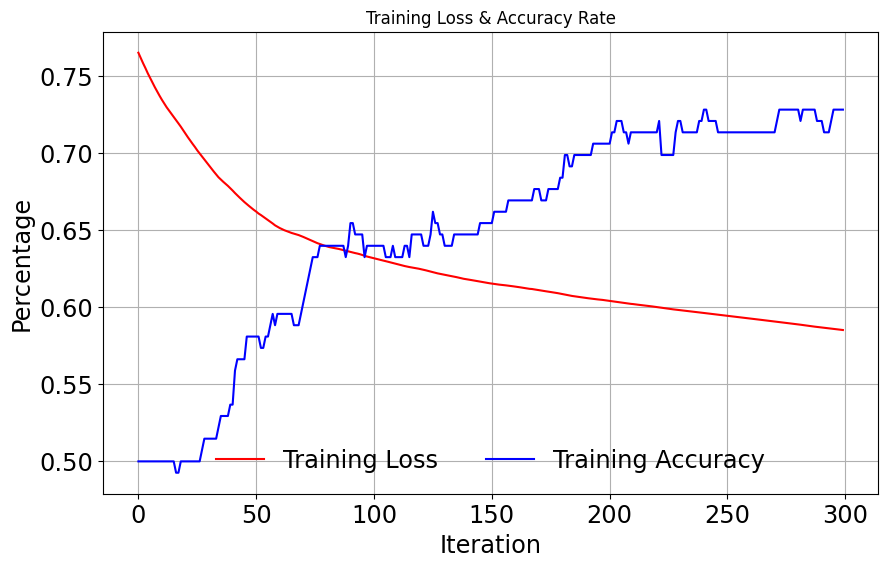 Training Loss & Accuracy Rate
Percentage
0.75
0.70
0.65
0.60
0.55
0.50
Training Loss
Training Accuracy
0 50 100 150 200 250 300
Iteration